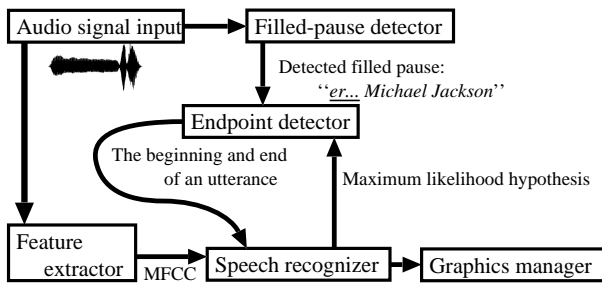 Audio signal input
Filled-pause detector
Detected filled pause:
‘‘er... Michael Jackson’’
Endpoint detector
The beginning and end
of an utterance
Maximum likelihood hypothesis
Feature
extractor
MFCC
Speech recognizer
Graphics manager